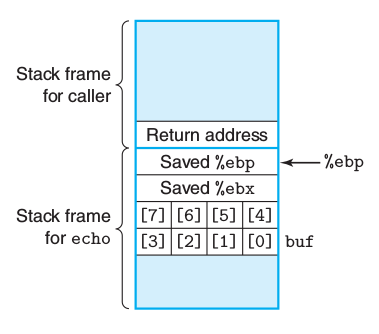 Stack frame
for caller
Return address
Saved %ebp
%ebp
Saved %ebx
Stack frame
for echo
[7] [6] [5] [4]
[3] [2] [1] [0] buf